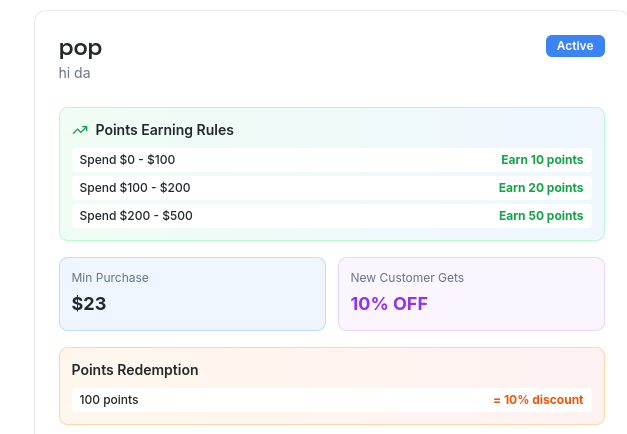 pop
Active
hi da
Points Earning Rules
Spend $0 - $100 Earn 10 points
Spend $100 - $200 Earn 20 points
Spend $200 - $500 Earn 50 points
Min Purchase
$23
New Customer Gets
10% OFF
Points Redemption
100 points = 10% discount